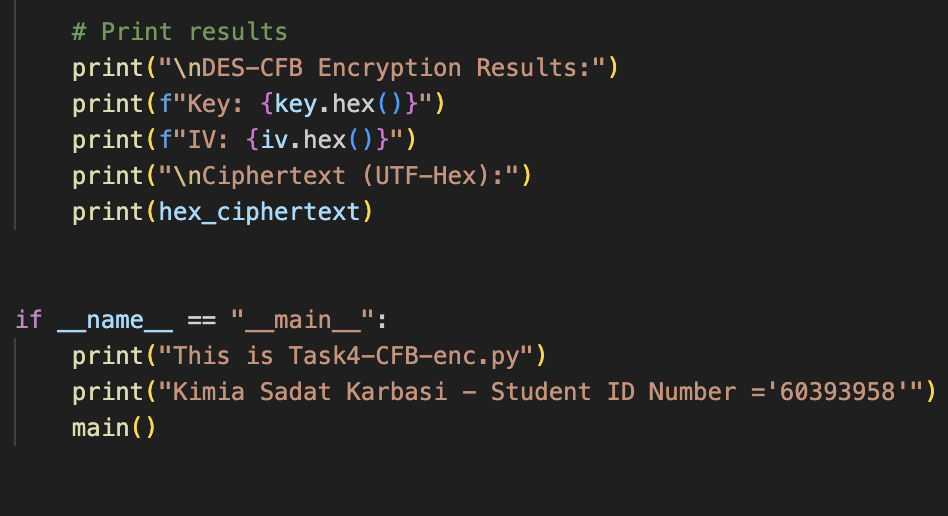 # Print results
print("\nDES-CFB Encryption Results:")
print(f"Key: {key.hex()}")
print(f"IV: {iv.hex()}")
print("\nCiphertext (UTF-Hex):")
print(hex_ciphertext)
if __name__ == "__main__":
print("This is Task4-CFB-enc.py")
print("Kimia Sadat Karbasi - Student ID Number ='60393958'")
main()